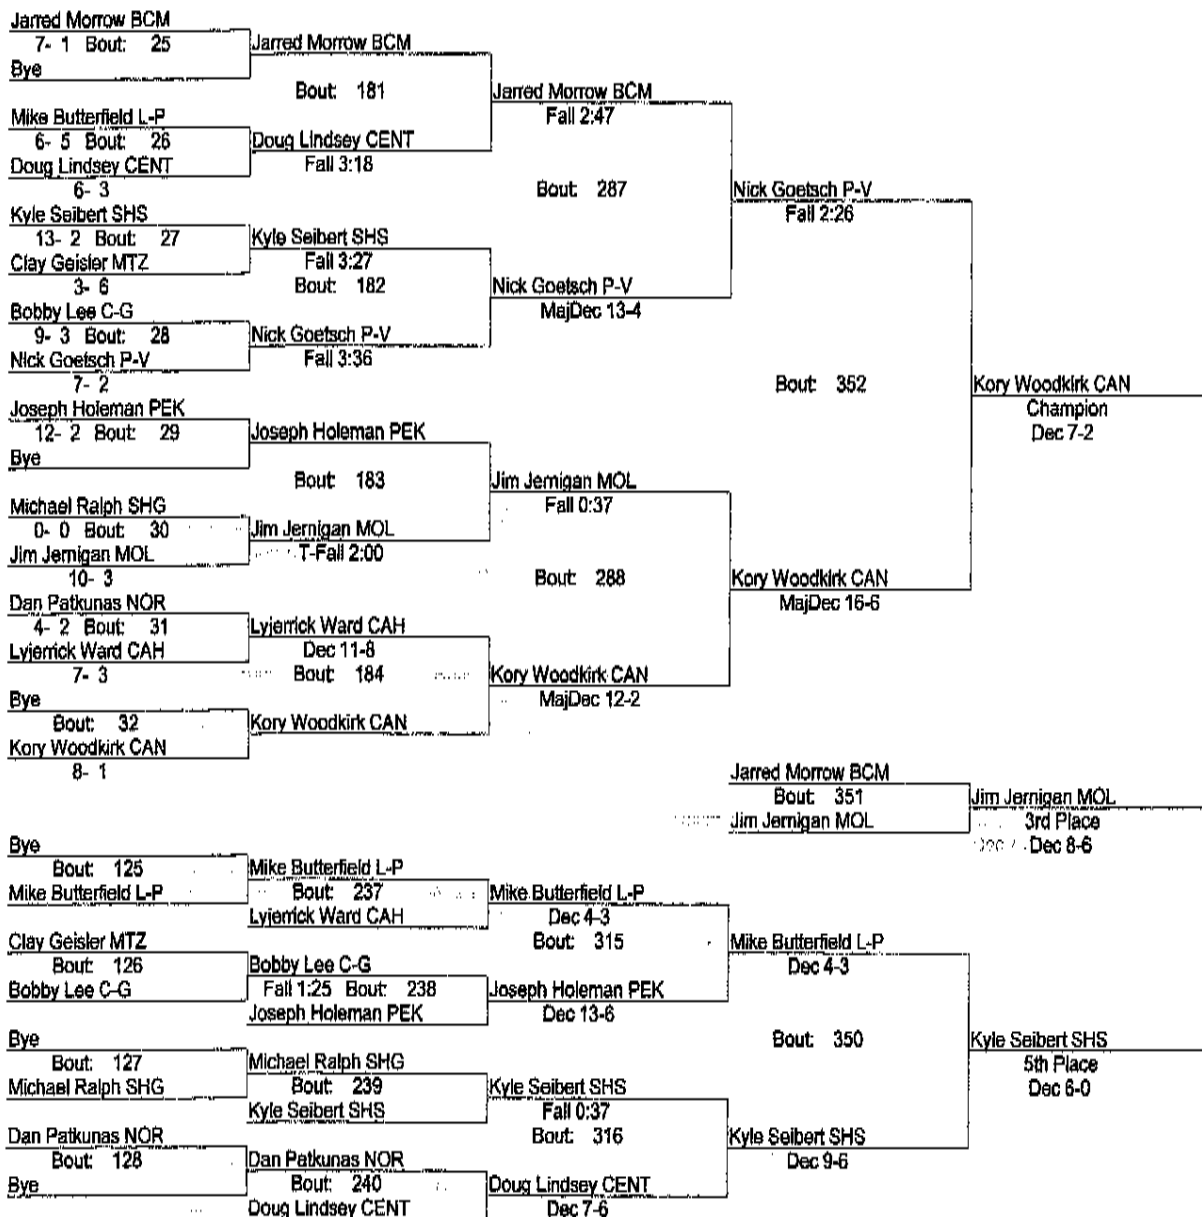 Jarred Morrow BCM
7- 1 Bout: 25
Bye
Jarred Morrow BCM
Bout: 181
Mike Butterfield L-P
6- 5 Bout: 26
Doug Lindsey CENT
6- 3
Doug Lindsey CENT
Fall 3:18
Jarred Morrow BCM
Fall 2:47
Bout: 287
Kyle Seibert SHS
13- 2 Bout: 27
Clay Geisler MTZ
3- 6
Kyle Seibert SHS
Fall 3:27
Bout: 182
Bobby Lee C-G
9- 3 Bout: 28
Nick Goetsch P-V
7- 2
Nick Goetsch P-V
Fall 3:36
Nick Goetsch P-V
MajDec 13-4
Nick Goetsch P-V
Fall 2:26
Bout: 352
Kory Woodkirk CAN
Champion
Dec 7-2
Joseph Holeman PEK
12- 2 Bout: 29
Bye
Joseph Holeman PEK
Bout: 183
Michael Ralph SHG
0- 0 Bout: 30
Jim Jernigan MOL
10- 3
Jim Jernigan MOL
T-Fall 2:00
Jim Jernigan MOL
Fall 0:37
Bout: 288
Dan Patkunas NOR
4- 2 Bout: 31
Lyjerrick Ward CAH
7- 3
Lyjerrick Ward CAH
Dec 11-8
Bout: 184
Bye
Bout: 32
Kory Woodkirk CAN
8- 1
Kory Woodkirk CAN
Kory Woodkirk CAN
MajDec 12-2
Kory Woodkirk CAN
MajDec 16-6
Jarred Morrow BCM
Bout: 351
Jim Jernigan MOL
Jim Jernigan MOL
3rd Place
Dec 8-6
Bye
Bout: 125
Mike Butterfield L-P
Mike Butterfield L-P
Bout: 237
Lyjerrick Ward CAH
Mike Butterfield L-P
Dec 4-3
Bout: 315
Clay Geisler MTZ
Bout: 126
Bobby Lee C-G
Bobby Lee C-G
Fall 1:25 Bout: 238
Joseph Holeman PEK
Joseph Holeman PEK
Dec 13-6
Mike Butterfield L-P
Dec 4-3
Bout: 350
Kyle Seibert SHS
5th Place
Dec 6-0
Bye
Bout: 127
Michael Ralph SHG
Michael Ralph SHG
Bout: 239
Kyle Seibert SHS
Kyle Seibert SHS
Fall 0:37
Bout: 316
Dan Patkunas NOR
Bout: 128
Bye
Dan Patkunas NOR
Bout: 240
Doug Lindsey CENT
Doug Lindsey CENT
Dec 7-6
Kyle Seibert SHS
Dec 9-6